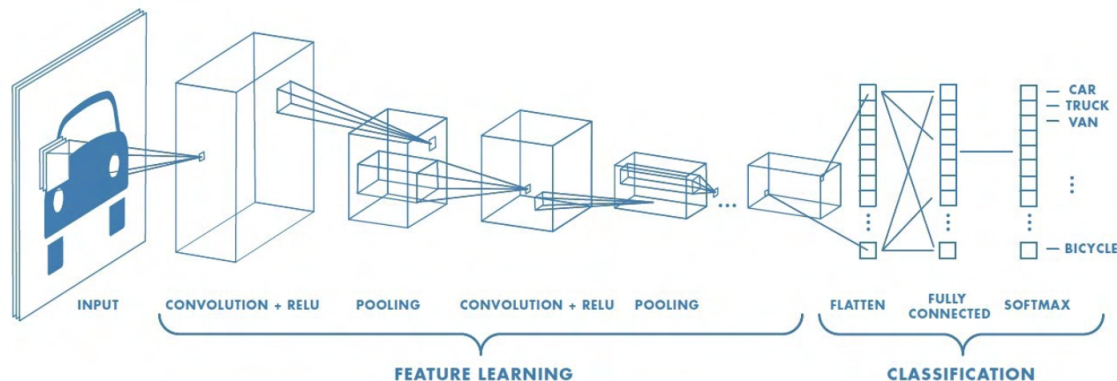 CAR
TRUCK
VAN
BICYCLE
INPUT
CONVOLUTION + RELU
POOLING
CONVOLUTION + RELU
POOLING
FLATTEN
FULLY
CONNECTED
SOFTMAX
FEATURE LEARNING
CLASSIFICATION